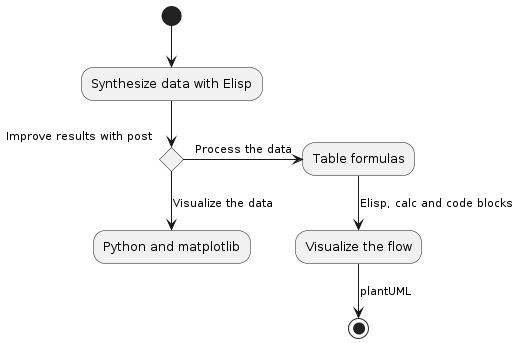 Synthesize data with Elisp
Improve results with post
Process the data
Table formulas
Visualize the data
Elisp, calc and code blocks
Python and matplotlib
Visualize the flow
plantUML